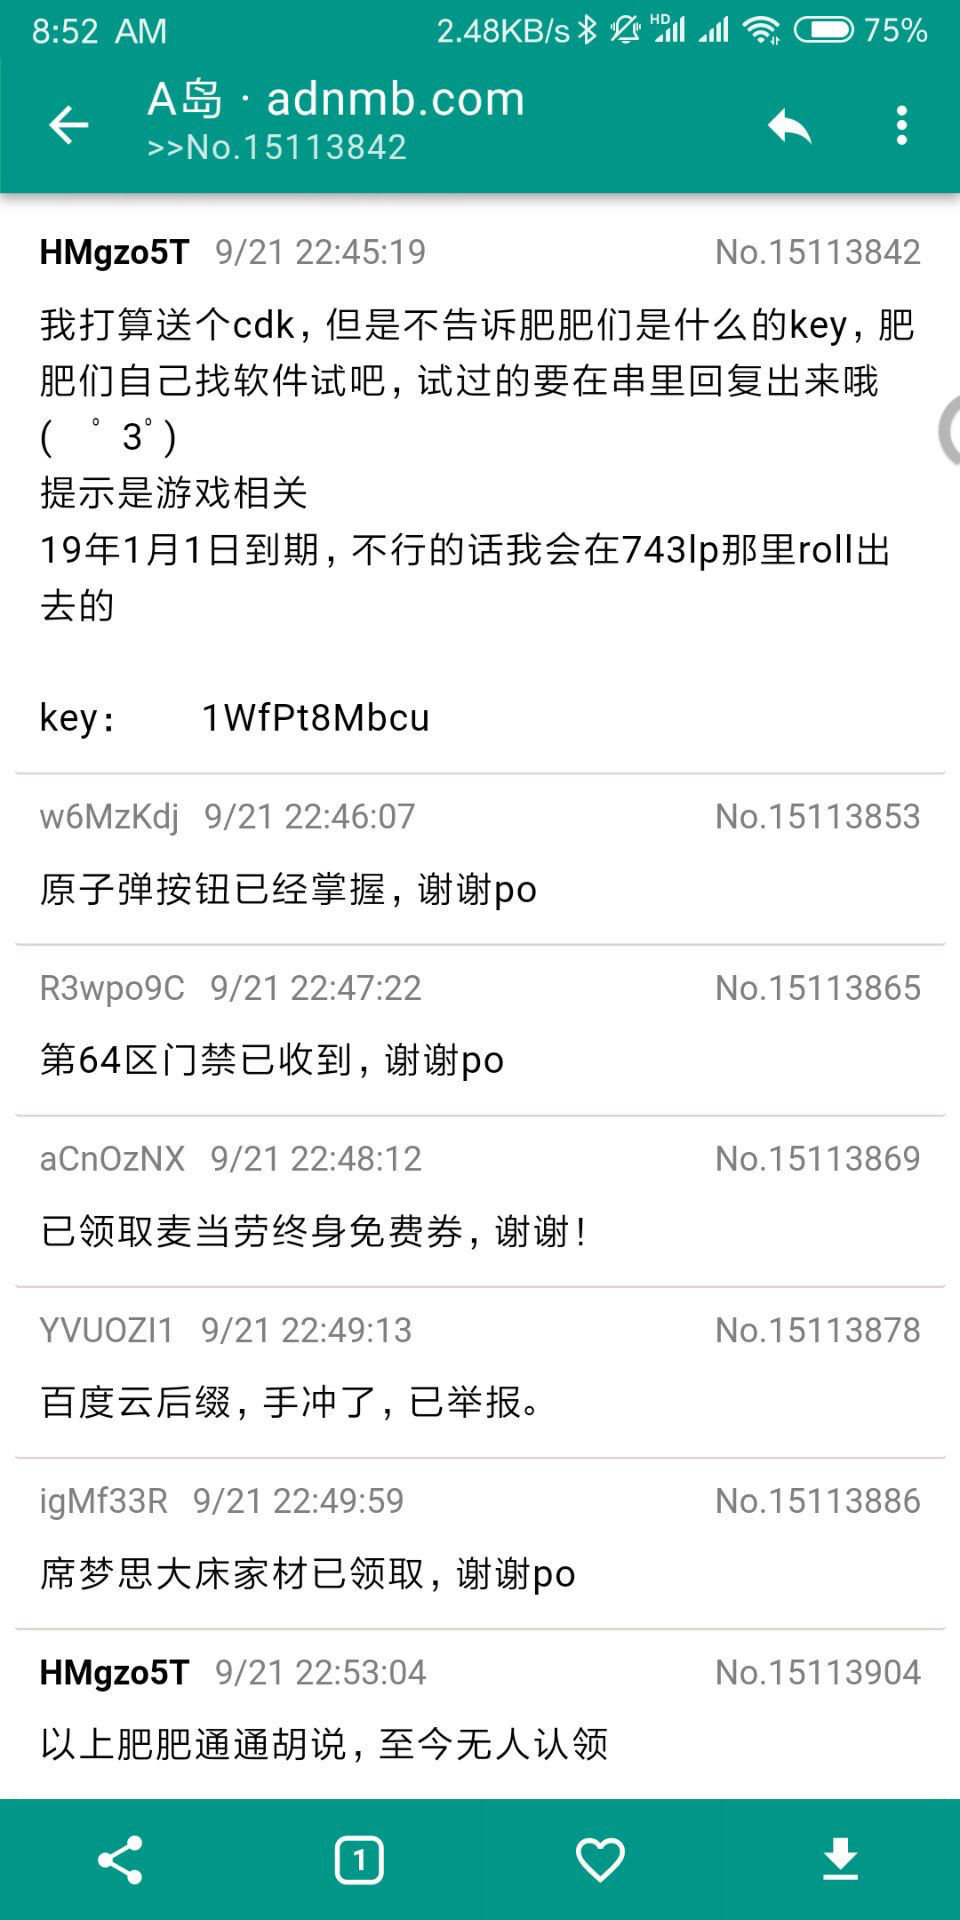 8:52 AM 2.48KB/s HD 75%
A岛 · adnmb.com
>>No.15113842
HMgzo5T 9/21 22:45:19 No.15113842
我打算送个cdk，但是不告诉肥肥们是什么的key，肥
肥们自己找软件试吧，试过的要在串里回复出来哦
( ﾟ 3ﾟ)
提示是游戏相关
19年1月1日到期，不行的话我会在743lp那里roll出
去的
key： 1WfPt8Mbcu
w6MzKdj 9/21 22:46:07 No.15113853
原子弹按钮已经掌握，谢谢po
R3wpo9C 9/21 22:47:22 No.15113865
第64区门禁已收到，谢谢po
aCnOzNX 9/21 22:48:12 No.15113869
已领取麦当劳终身免费券，谢谢！
YVUOZI1 9/21 22:49:13 No.15113878
百度云后缀，手冲了，已举报。
igMf33R 9/21 22:49:59 No.15113886
席梦思大床家材已领取，谢谢po
HMgzo5T 9/21 22:53:04 No.15113904
以上肥肥通通胡说，至今无人认领
1